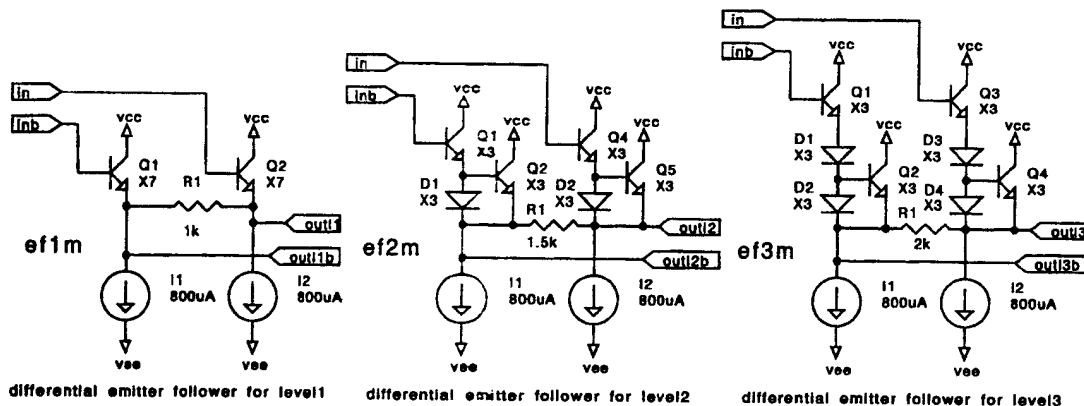 in
inb
vcc
vcc
Q1
X7
Q2
X7
R1
1k
outl1
outl1b
ef1m
I1
800uA
I2
800uA
vee
vee
differential emitter follower for level1
in
inb
vcc
vcc
vcc
vcc
Q1
X3
Q2
X3
Q4
X3
Q5
X3
D1
X3
D2
X3
R1
1.5k
outl2
outl2b
ef2m
I1
800uA
I2
800uA
vee
vee
differential emitter follower for level2
in
inb
vcc
vcc
vcc
vcc
Q1
X3
Q3
X3
D1
X3
D3
X3
Q2
X3
Q4
X3
D2
X3
D4
X3
R1
2k
outl3
outl3b
ef3m
I1
800uA
I2
800uA
vee
vee
differential emitter follower for level3